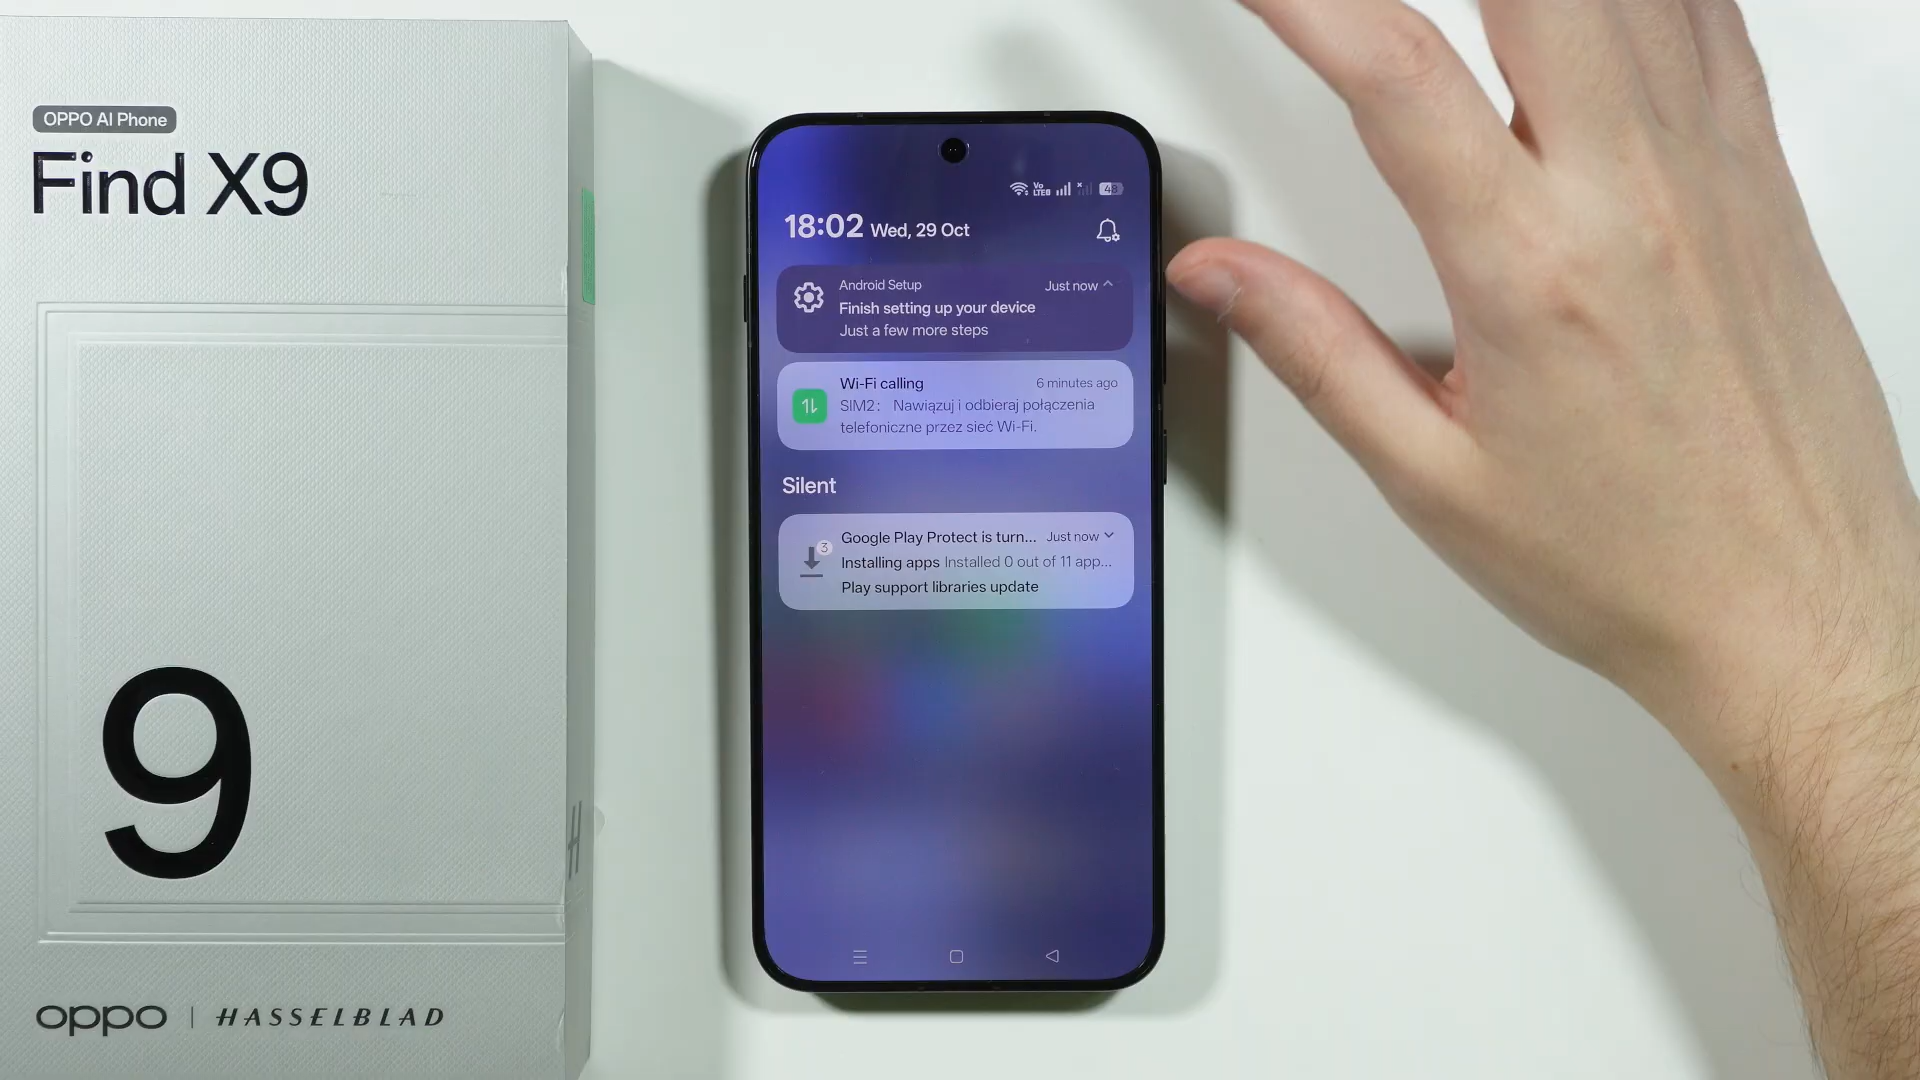 OPPO AI Phone
Find X9
9
oppo | HASSELBLAD
H
Vo
LTE
48
18:02 Wed, 29 Oct
Android Setup Just now
Finish setting up your device
Just a few more steps
Wi-Fi calling 6 minutes ago
SIM2: Nawiązuj i odbieraj połączenia
telefoniczne przez sieć Wi-Fi.
Silent
3
Google Play Protect is turn... Just now
Installing apps Installed 0 out of 11 app...
Play support libraries update